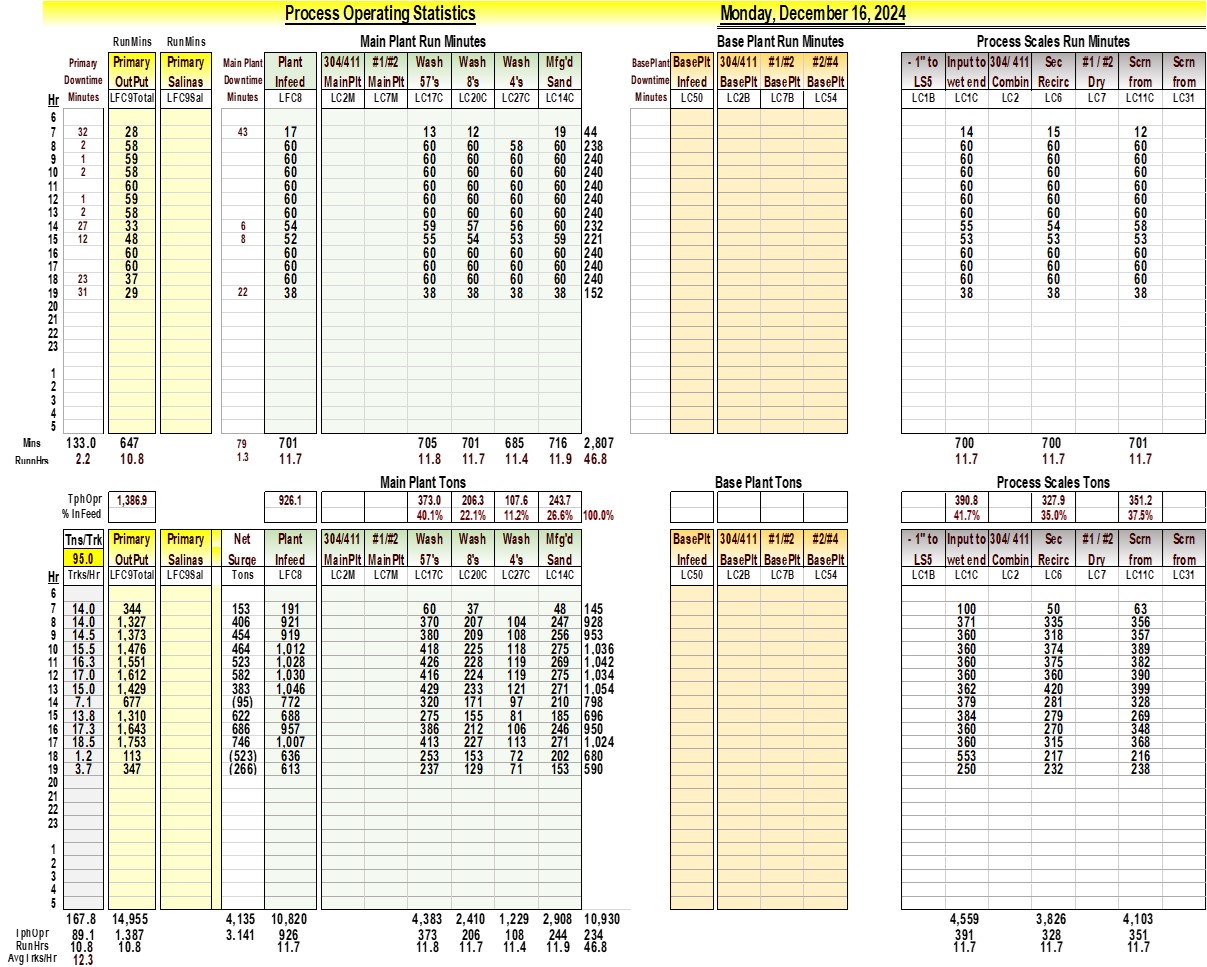 Process Operating Statistics Monday, December 16, 2024
RunMins RunMins Main Plant Run Minutes Base Plant Run Minutes Process Scales Run Minutes
Primary Primary Primary Main Plant Plant 304/411 #1/#2 Wash Wash Wash Mfg'd BasePlant BasePlt 304/411 #1/#2 #2/#4 - 1" to Input to 304/ 411 Sec #1 / #2 Scrn Scrn
Downtime OutPut Salinas Downtime Infeed MainPlt MainPlt 57's 8's 4's Sand Downtime Infeed BasePlt BasePlt BasePlt LS5 wet end Combin Recirc Dry from from
Hr Minutes LFC9Total LFC9Sal Minutes LFC8 LC2M LC7M LC17C LC20C LC27C LC14C Minutes LC50 LC2B LC7B LC54 LC1B LC1C LC2 LC6 LC7 LC11C LC31
6
7 32 28 43 17 13 12 19 44 14 15 12
8 2 58 60 60 60 58 60 238 60 60 60
9 1 59 60 60 60 60 60 240 60 60 60
10 2 58 60 60 60 60 60 240 60 60 60
11 60 60 60 60 60 60 240 60 60 60
12 1 59 60 60 60 60 60 240 60 60 60
13 2 58 60 60 60 60 60 240 60 60 60
14 27 33 6 54 59 57 56 60 232 55 54 58
15 12 48 8 52 55 54 53 59 221 53 53 53
16 60 60 60 60 60 60 240 60 60 60
17 60 60 60 60 60 60 240 60 60 60
18 23 37 60 60 60 60 60 240 60 60 60
19 31 29 22 38 38 38 38 38 152 38 38 38
20
21
22
23
1
2
3
4
5
Mins 133.0 647 79 701 705 701 685 716 2,807 700 700 701
RunnHrs 2.2 10.8 1.3 11.7 11.8 11.7 11.4 11.9 46.8 11.7 11.7 11.7
Main Plant Tons Base Plant Tons Process Scales Tons
TphOpr 1,386.9 926.1 373.0 206.3 107.6 243.7 390.8 327.9 351.2
% InFeed 40.1% 22.1% 11.2% 26.6% 100.0% 41.7% 35.0% 37.5%
Tns/Trk Primary Primary Net Plant 304/411 #1/#2 Wash Wash Wash Mfg'd BasePlt 304/411 #1/#2 #2/#4 - 1" to Input to 304/ 411 Sec #1 / #2 Scrn Scrn
95.0 OutPut Salinas Surge Infeed MainPlt MainPlt 57's 8's 4's Sand Infeed BasePlt BasePlt BasePlt LS5 wet end Combin Recirc Dry from from
Hr Trks/Hr LFC9Total LFC9Sal Tons LFC8 LC2M LC7M LC17C LC20C LC27C LC14C LC50 LC2B LC7B LC54 LC1B LC1C LC2 LC6 LC7 LC11C LC31
6
7 14.0 344 153 191 60 37 48 145 100 50 63
8 14.0 1,327 406 921 370 207 104 247 928 371 335 356
9 14.5 1,373 454 919 380 209 108 256 953 360 318 357
10 15.5 1,476 464 1,012 418 225 118 275 1,036 360 374 389
11 16.3 1,551 523 1,028 426 228 119 269 1,042 360 375 382
12 17.0 1,612 582 1,030 416 224 119 275 1,034 360 360 390
13 15.0 1,429 383 1,046 429 233 121 271 1,054 362 420 399
14 7.1 677 (95) 772 320 171 97 210 798 379 281 328
15 13.8 1,310 622 688 275 155 81 185 696 384 279 269
16 17.3 1,643 686 957 386 212 106 246 950 360 270 348
17 18.5 1,753 746 1,007 413 227 113 271 1,024 360 315 368
18 1.2 113 (523) 636 253 153 72 202 680 553 217 216
19 3.7 347 (266) 613 237 129 71 153 590 250 232 238
20
21
22
23
1
2
3
4
5
167.8 14,955 4,135 10,820 4,383 2,410 1,229 2,908 10,930 4,559 3,826 4,103
TphOpr 89.1 1,387 3.141 926 373 206 108 244 234 391 328 351
RunHrs 10.8 10.8 11.7 11.8 11.7 11.4 11.9 46.8 11.7 11.7 11.7
AvgTrks/Hr 12.3